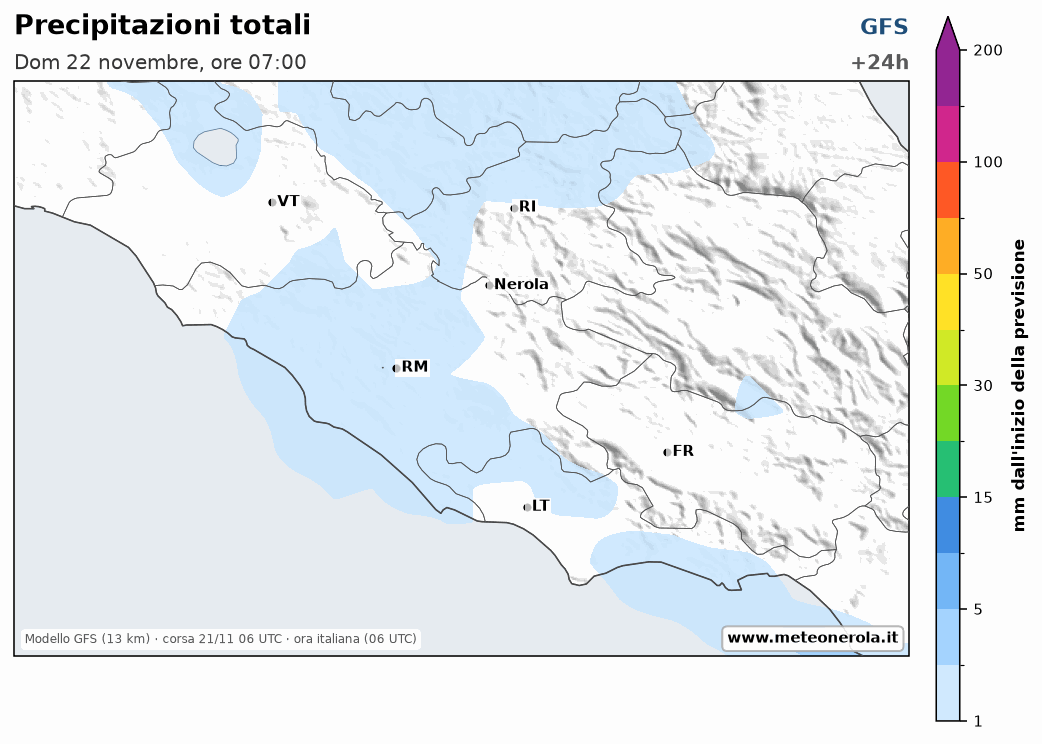 Precipitazioni totali
GFS
Dom 22 novembre, ore 07:00
+24h
VT
RI
Nerola
RM
FR
LT
Modello GFS (13 km) · corsa 21/11 06 UTC · ora italiana (06 UTC)
www.meteonerola.it
200
100
50
30
15
5
1
mm dall'inizio della previsione